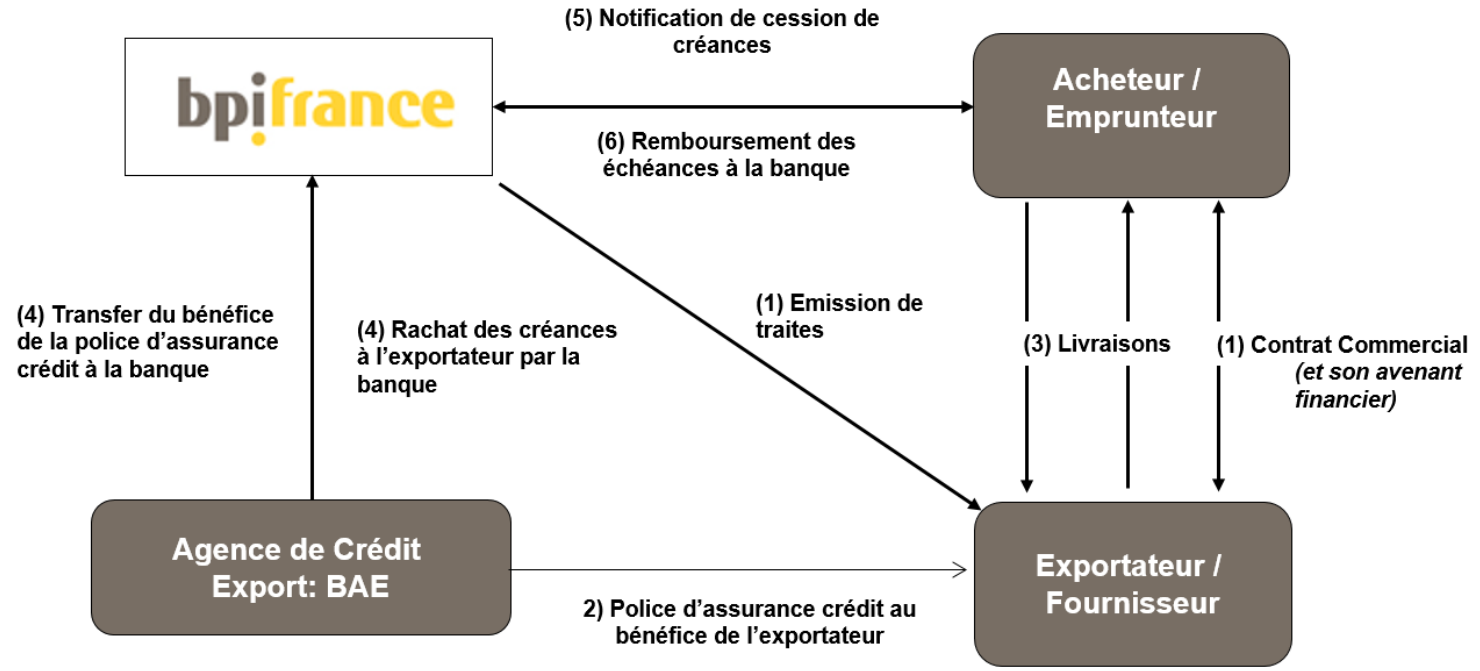 (5) Notification de cession de
créances
bpifrance
Acheteur /
Emprunteur
(6) Remboursement des
échéances à la banque
(4) Transfer du bénéfice
de la police d’assurance
crédit à la banque
(4) Rachat des créances
à l’exportateur par la
banque
(1) Emission de
traites
(3) Livraisons
(1) Contrat Commercial
(et son avenant
financier)
Agence de Crédit
Export: BAE
2) Police d’assurance crédit au
bénéfice de l’exportateur
Exportateur /
Fournisseur